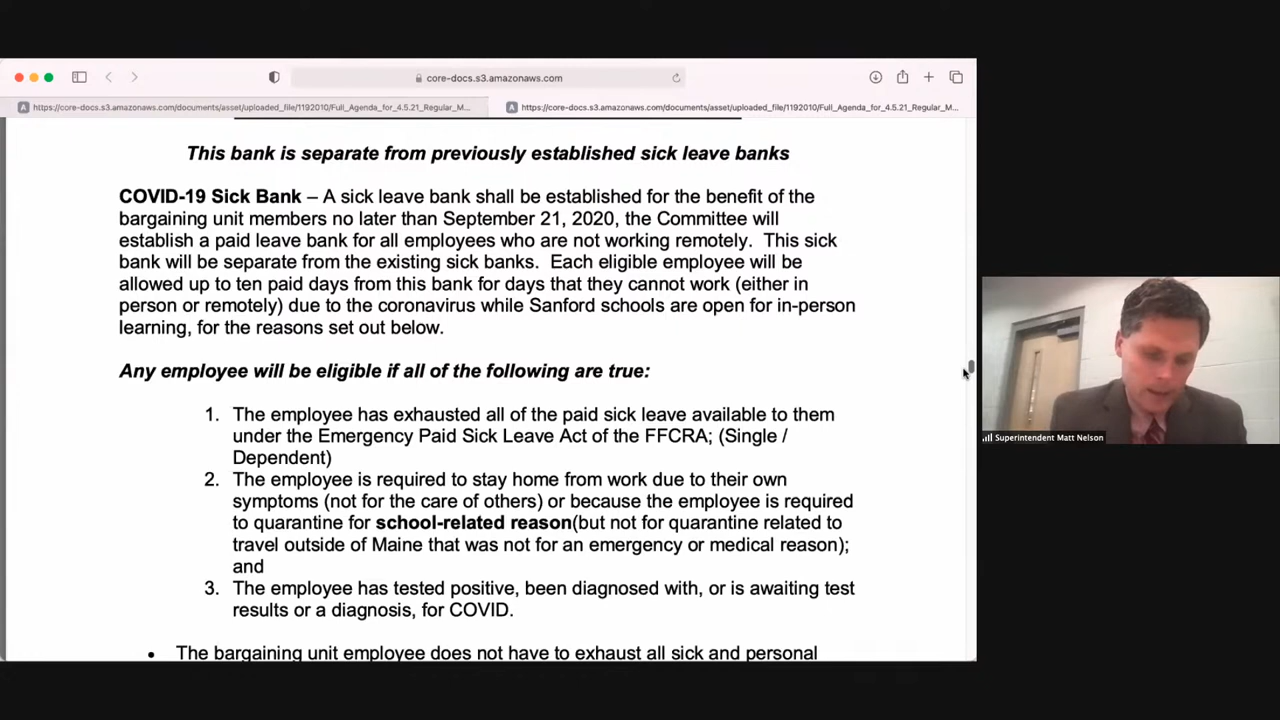 core-docs.s3.amazonaws.com
https://core-docs.s3.amazonaws.com/documents/asset/uploaded_file/1192010/Full_Agenda_for_4.5.21_Regular_M...
https://core-docs.s3.amazonaws.com/documents/asset/uploaded_file/1192010/Full_Agenda_for_4.5.21_Regular_M...
This bank is separate from previously established sick leave banks
COVID-19 Sick Bank – A sick leave bank shall be established for the benefit of the
bargaining unit members no later than September 21, 2020, the Committee will
establish a paid leave bank for all employees who are not working remotely. This sick
bank will be separate from the existing sick banks. Each eligible employee will be
allowed up to ten paid days from this bank for days that they cannot work (either in
person or remotely) due to the coronavirus while Sanford schools are open for in-person
learning, for the reasons set out below.
Any employee will be eligible if all of the following are true:
1. The employee has exhausted all of the paid sick leave available to them
under the Emergency Paid Sick Leave Act of the FFCRA; (Single /
Dependent)
2. The employee is required to stay home from work due to their own
symptoms (not for the care of others) or because the employee is required
to quarantine for school-related reason(but not for quarantine related to
travel outside of Maine that was not for an emergency or medical reason);
and
3. The employee has tested positive, been diagnosed with, or is awaiting test
results or a diagnosis, for COVID.
• The bargaining unit employee does not have to exhaust all sick and personal
Superintendent Matt Nelson